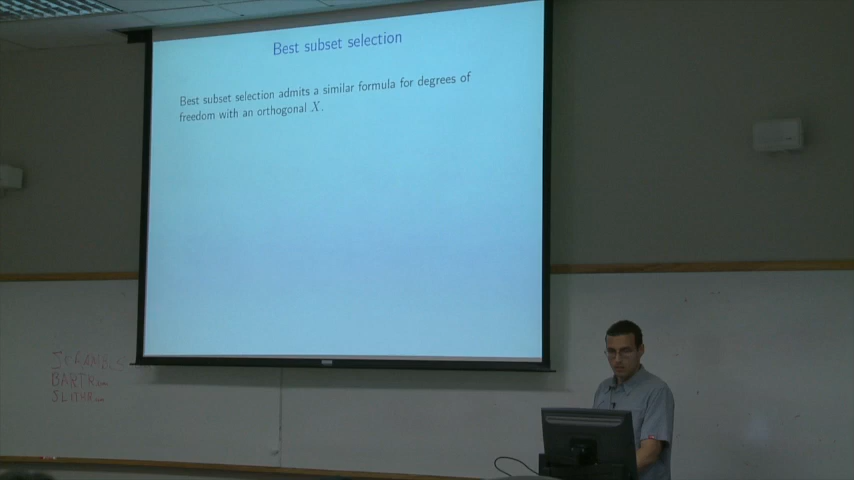 Best subset selection
Best subset selection admits a similar formula for degrees of
freedom with an orthogonal X.